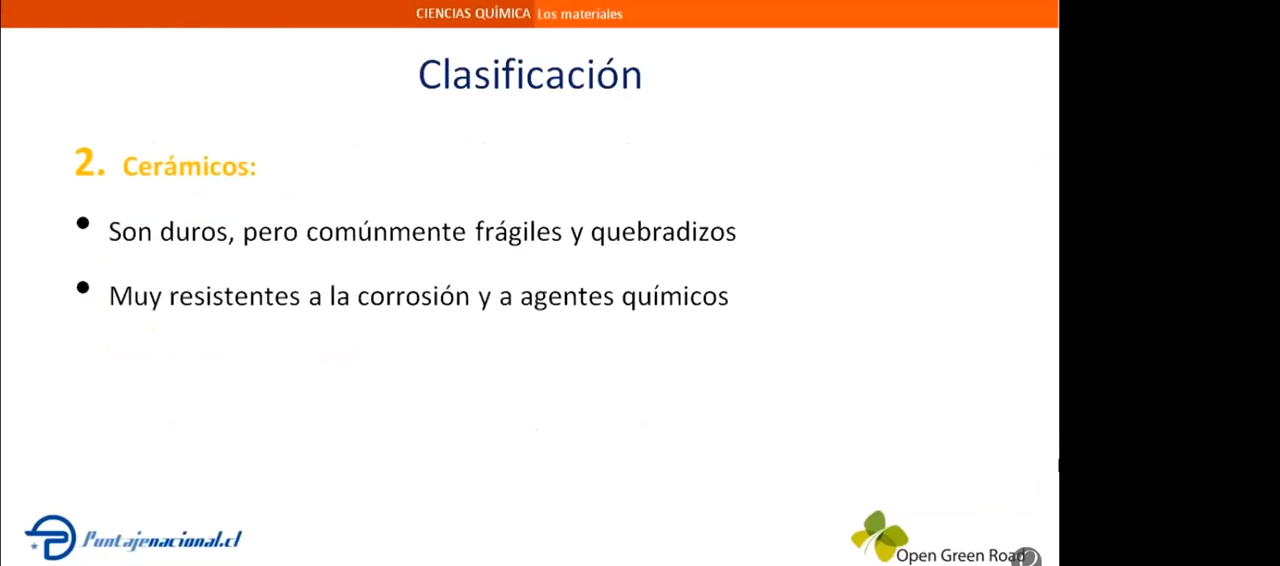 CIENCIAS QUÍMICA Los materiales
Clasificación
2. Cerámicos:
• Son duros, pero comúnmente frágiles y quebradizos
• Muy resistentes a la corrosión y a agentes químicos
Puntajenacional.cl
Open Green Road